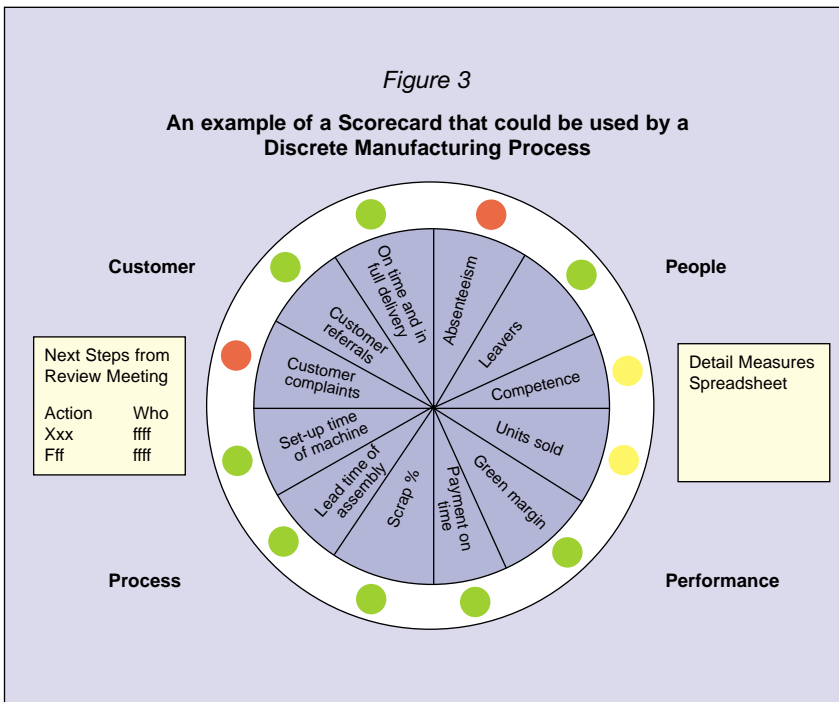 Figure 3
An example of a Scorecard that could be used by a
Discrete Manufacturing Process
Customer
People
On time and in
full delivery
Absenteeism
Customer
referrals
Leavers
Customer
complaints
Competence
Set-up time
of machine
Units sold
Lead time of
assembly
Green margin
Scrap %
Payment on
time
Next Steps from
Review Meeting
Action Who
Xxx ffff
Fff ffff
Detail Measures
Spreadsheet
Process
Performance